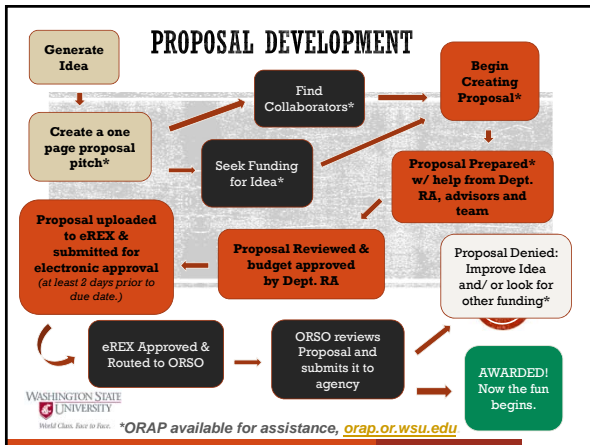 PROPOSAL DEVELOPMENT
Generate
Idea
Create a one
page proposal
pitch*
Find
Collaborators*
Seek Funding
for Idea*
Begin
Creating
Proposal*
Proposal Prepared*
w/ help from Dept.
RA, advisors and
team
Proposal Reviewed &
budget approved
by Dept. RA
Proposal uploaded
to eREX &
submitted for
electronic approval
(at least 2 days prior to
due date.)
eREX Approved &
Routed to ORSO
ORSO reviews
Proposal and
submits it to
agency
Proposal Denied:
Improve Idea
and/ or look for
other funding*
AWARDED!
Now the fun
begins.
WASHINGTON STATE
UNIVERSITY
World Class. Face to Face.
*ORAP available for assistance, orap.or.wsu.edu